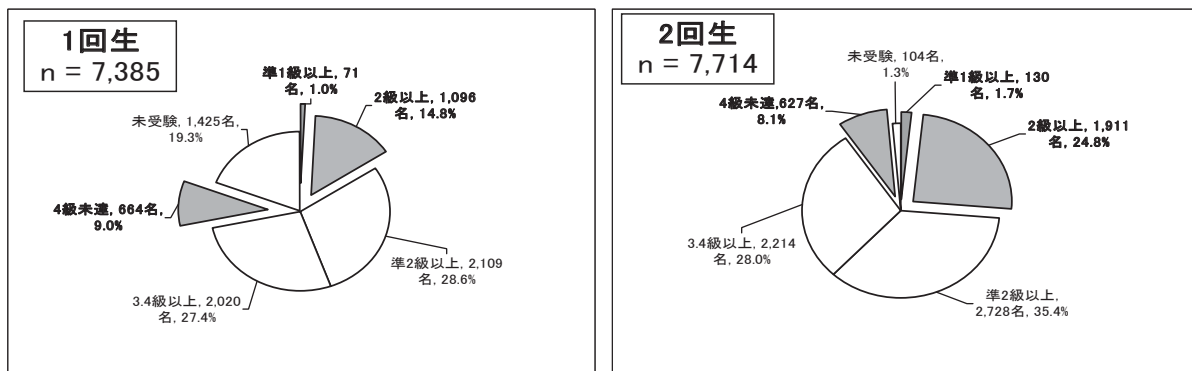 1回生
n = 7,385
準1級以上, 71
名, 1.0%
2級以上, 1,096
名, 14.8%
準2級以上, 2,109
名, 28.6%
3.4級以上, 2,020
名, 27.4%
4級未達, 664名,
9.0%
未受験, 1,425名,
19.3%
2回生
n = 7,714
未受験, 104名,
1.3%
準1級以上, 130
名, 1.7%
2級以上, 1,911
名, 24.8%
準2級以上,
2,728名, 35.4%
3.4級以上, 2,214
名, 28.0%
4級未達,627名,
8.1%